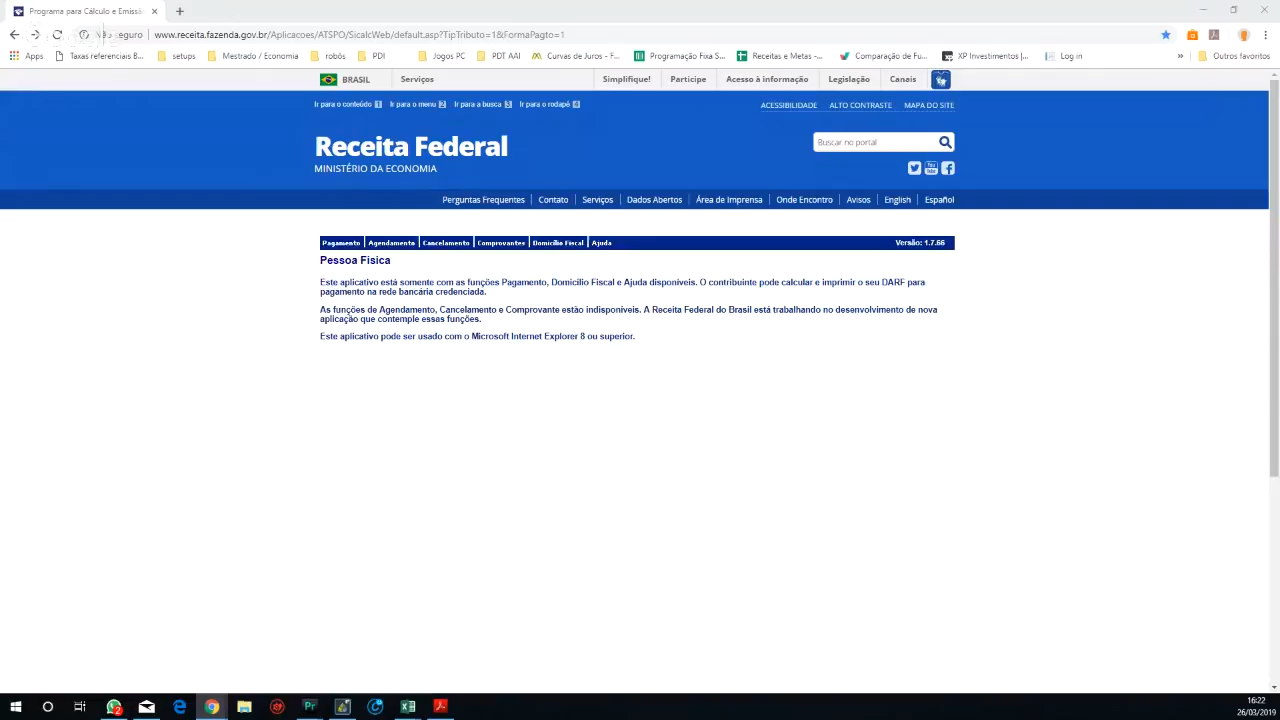 Programa para Cálculo e Emissã
seguro
www.receita.fazenda.gov.br/Aplicacoes/ATSPO/SicalcWeb/default.asp?TipTributo=1&FormaPagto=1
Apps Taxas referenciais B... setups Mestrado / Economia robôs PDI Jogos PC PDT AAI Curvas de Juros - F... Programação Fixa S... Receitas e Metas -... Comparação de Fu... XP Investimentos |... Log in » Outros favoritos
BRASIL Serviços Simplifique! Participe Acesso à informação Legislação Canais
Ir para o conteúdo 1 Ir para o menu 2 Ir para a busca 3 Ir para o rodapé 4 ACESSIBILIDADE ALTO CONTRASTE MAPA DO SITE
Receita Federal
Buscar no portal
MINISTÉRIO DA ECONOMIA
Perguntas Frequentes Contato Serviços Dados Abertos Área de Imprensa Onde Encontro Avisos English Español
Pagamento Agendamento Cancelamento Comprovantes Domicílio Fiscal Ajuda Versão: 1.7.66
Pessoa Física
Este aplicativo está somente com as funções Pagamento, Domicílio Fiscal e Ajuda disponíveis. O contribuinte pode calcular e imprimir o seu DARF para
pagamento na rede bancária credenciada.
As funções de Agendamento, Cancelamento e Comprovante estão indisponíveis. A Receita Federal do Brasil está trabalhando no desenvolvimento de nova
aplicação que contemple essas funções.
Este aplicativo pode ser usado com o Microsoft Internet Explorer 8 ou superior.
2
Pr
16:22
26/03/2019